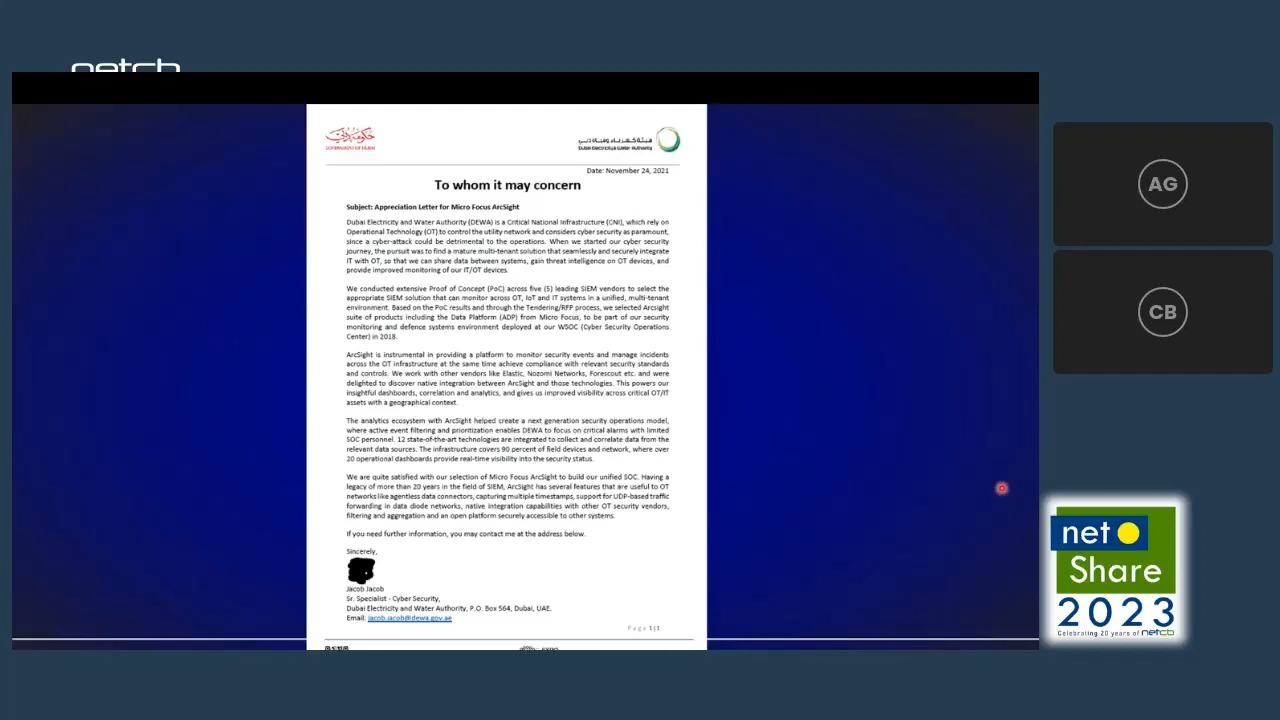 netcb
حكومة دبي
GOVERNMENT OF DUBAI
هيئة كهرباء ومياه دبي
Dubai Electricity & Water Authority
Date: November 24, 2021
To whom it may concern
Subject: Appreciation Letter for Micro Focus ArcSight
Dubai Electricity and Water Authority (DEWA) is a Critical National Infrastructure (CNI), which rely on
Operational Technology (OT) to control the utility network and considers cyber security as paramount,
since a cyber-attack could be detrimental to the operations. When we started our cyber security
journey, the pursuit was to find a mature multi-tenant solution that seamlessly and securely integrate
IT with OT, so that we can share data between systems, gain threat intelligence on OT devices, and
provide improved monitoring of our IT/OT devices.
We conducted extensive Proof of Concept (PoC) across five (5) leading SIEM vendors to select the
appropriate SIEM solution that can monitor across OT, IoT and IT systems in a unified, multi-tenant
environment. Based on the PoC results and through the Tendering/RFP process, we selected Arcsight
suite of products including the Data Platform (ADP) from Micro Focus, to be part of our security
monitoring and defence systems environment deployed at our WSOC (Cyber Security Operations
Center) in 2018.
ArcSight is instrumental in providing a platform to monitor security events and manage incidents
across the OT infrastructure at the same time achieve compliance with relevant security standards
and controls. We work with other vendors like Elastic, Nozomi Networks, Forescout etc. and were
delighted to discover native integration between ArcSight and those technologies. This powers our
insightful dashboards, correlation and analytics, and gives us improved visibility across critical OT/IT
assets with a geographical context.
The analytics ecosystem with ArcSight helped create a next generation security operations model,
where active event filtering and prioritization enables DEWA to focus on critical alarms with limited
SOC personnel. 12 state-of-the-art technologies are integrated to collect and correlate data from the
relevant data sources. The infrastructure covers 90 percent of field devices and network, where over
20 operational dashboards provide real-time visibility into the security status.
We are quite satisfied with our selection of Micro Focus ArcSight to build our unified SOC. Having a
legacy of more than 20 years in the field of SIEM, ArcSight has several features that are useful to OT
networks like agentless data connectors, capturing multiple timestamps, support for UDP-based traffic
forwarding in data diode networks, native integration capabilities with other OT security vendors,
filtering and aggregation and an open platform securely accessible to other systems.
If you need further information, you may contact me at the address below.
Sincerely,
Jacob Jacob
Sr. Specialist - Cyber Security,
Dubai Electricity and Water Authority, P.O. Box 564, Dubai, UAE.
Email: jacob.jacob@dewa.gov.ae
Page 1|1
AG
CB
net
Share
2023
Celebrating 20 years of netcb